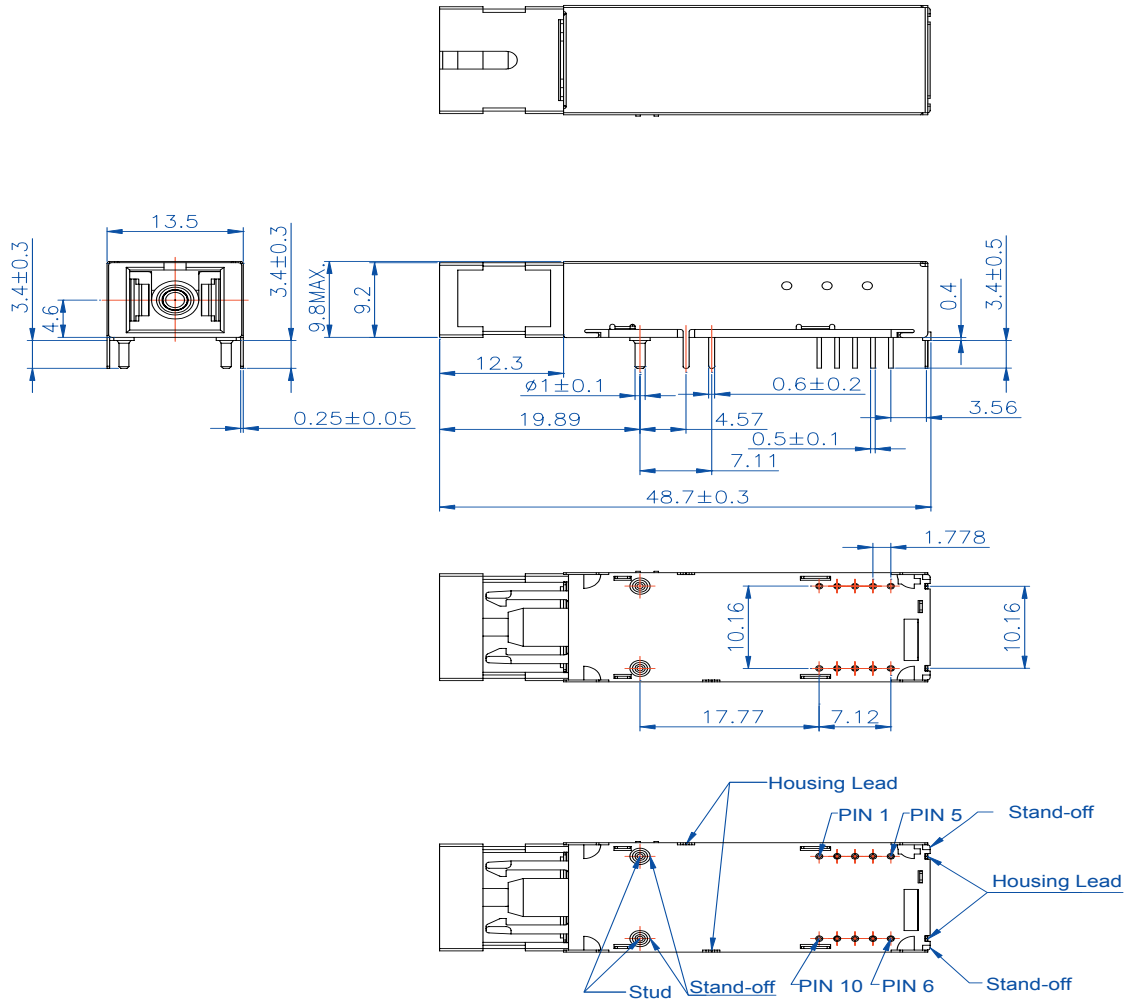 13.5
3.4±0.3
4.6
3.4±0.3
0.25±0.05
9.8MAX.
9.2
0.4
3.4±0.5
12.3
ø1±0.1
0.6±0.2
3.56
19.89
4.57
0.5±0.1
7.11
48.7±0.3
1.778
10.16
10.16
17.77
7.12
Housing Lead
PIN 1
PIN 5
Stand-off
Housing Lead
Stud
Stand-off
PIN 10
PIN 6
Stand-off